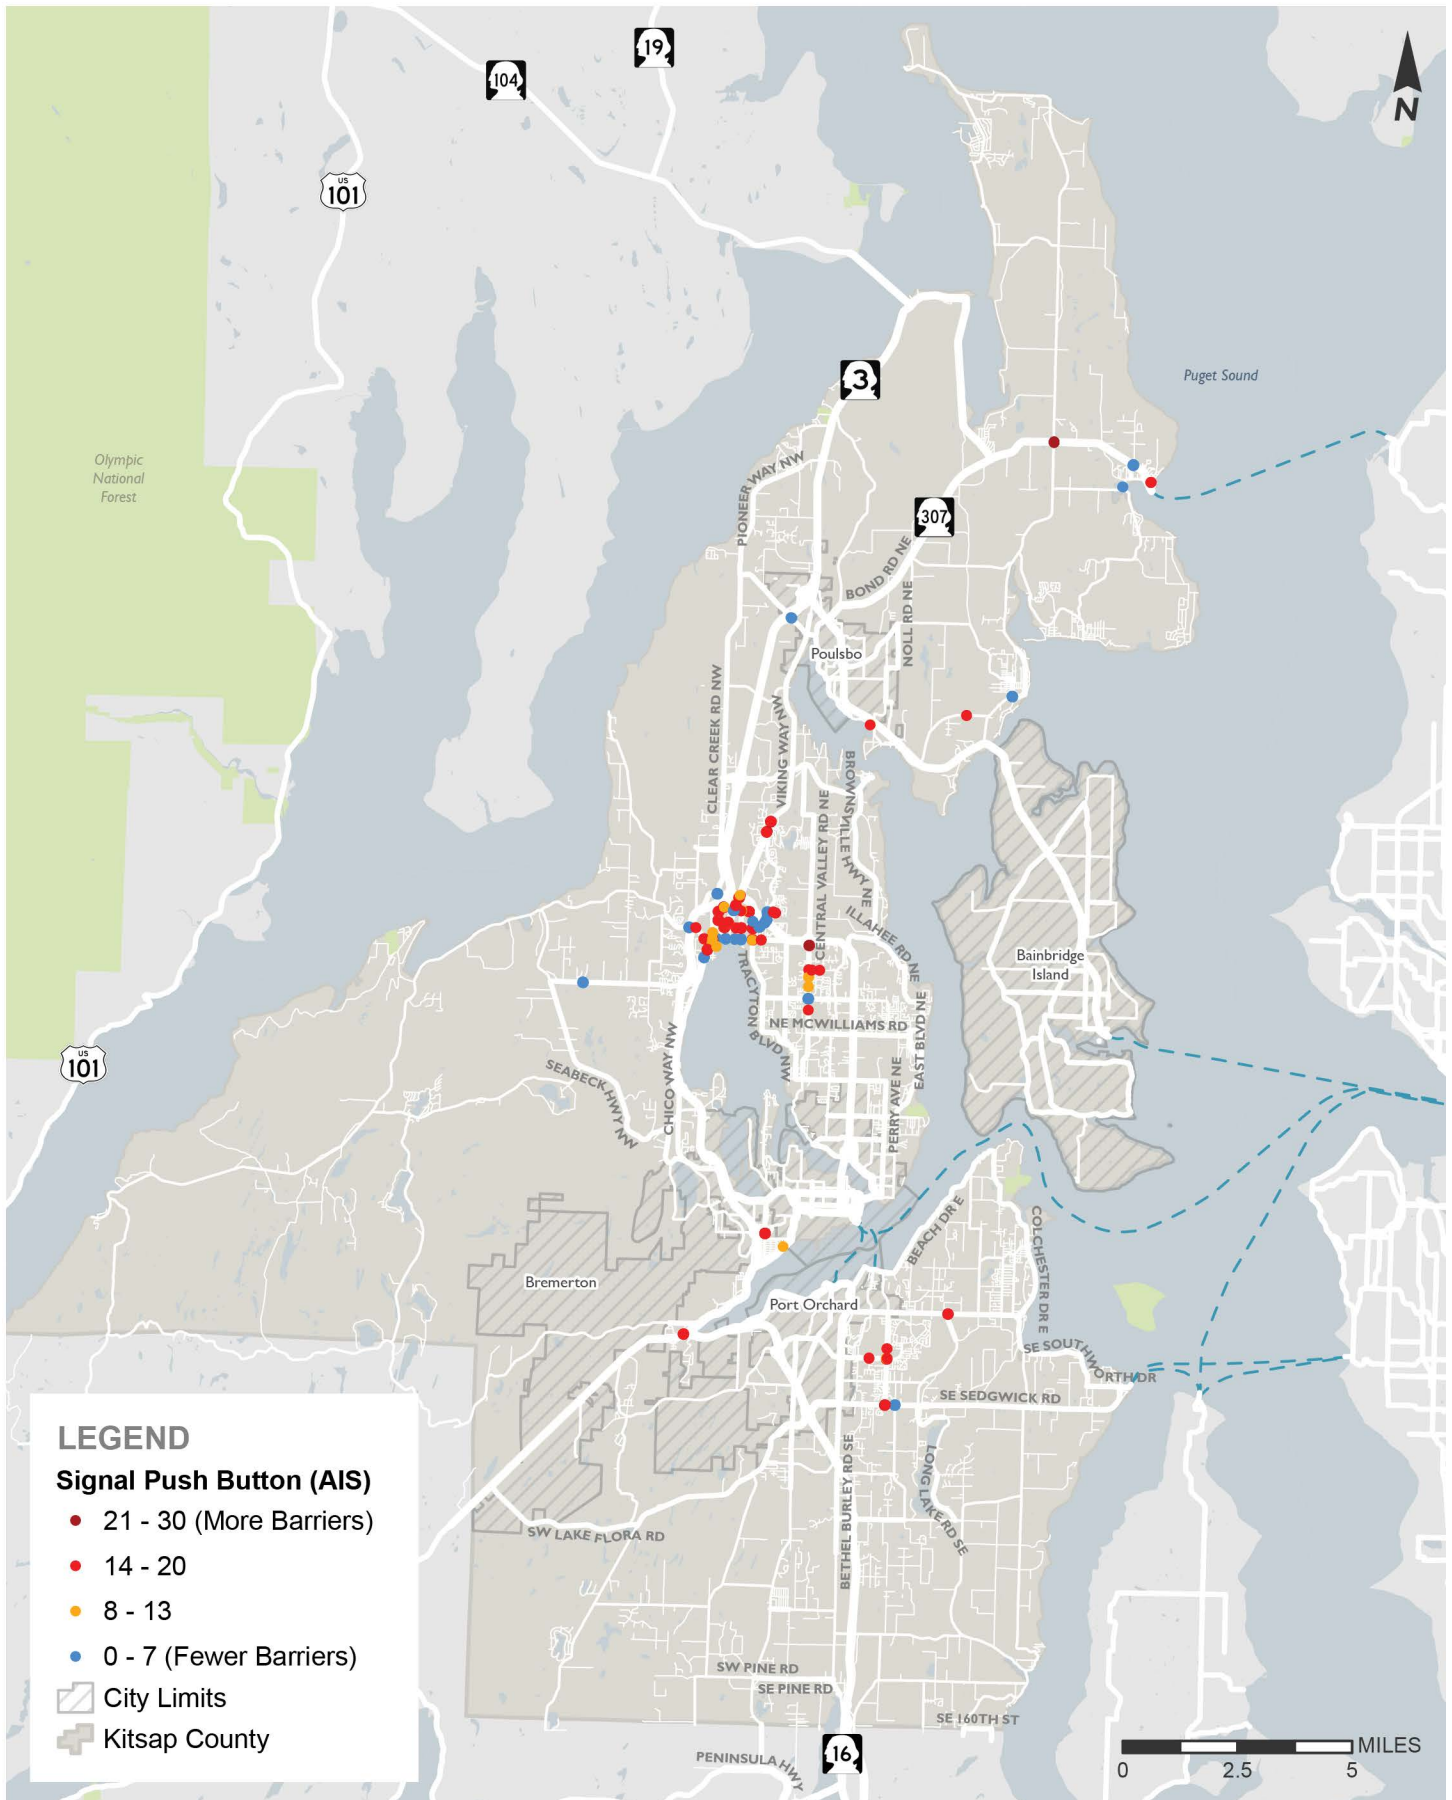 19
104
N
US
101
3
Puget Sound
Olympic
National
Forest
PIONEER WAY NW
307
BOND RD NE
NOLL RD NE
Poulsbo
CLEAR CREEK RD NW
VIKING WAY NW
BROWNSVILLE HWY NE
CENTRAL VALLEY RD NE
ILLAHEE RD NE
Bainbridge
Island
TRACYTON BLVD NW
NE MCWILLIAMS RD
EAST BLVD NE
US
101
SEABECK HWY NW
CHICO WAY NW
PERRY AVE NE
BEACH DR E
COLCHESTER DR E
Bremerton
Port Orchard
SE SOUTHWORTH DR
SE SEDGWICK RD
LEGEND
Signal Push Button (AIS)
21 - 30 (More Barriers)
14 - 20
8 - 13
0 - 7 (Fewer Barriers)
City Limits
Kitsap County
BETHEL BURLEY RD SE
LONG LAKE RD SE
SW LAKE FLORA RD
SW PINE RD
SE PINE RD
SE 160TH ST
PENINSULA HWY
16
MILES
0 2.5 5